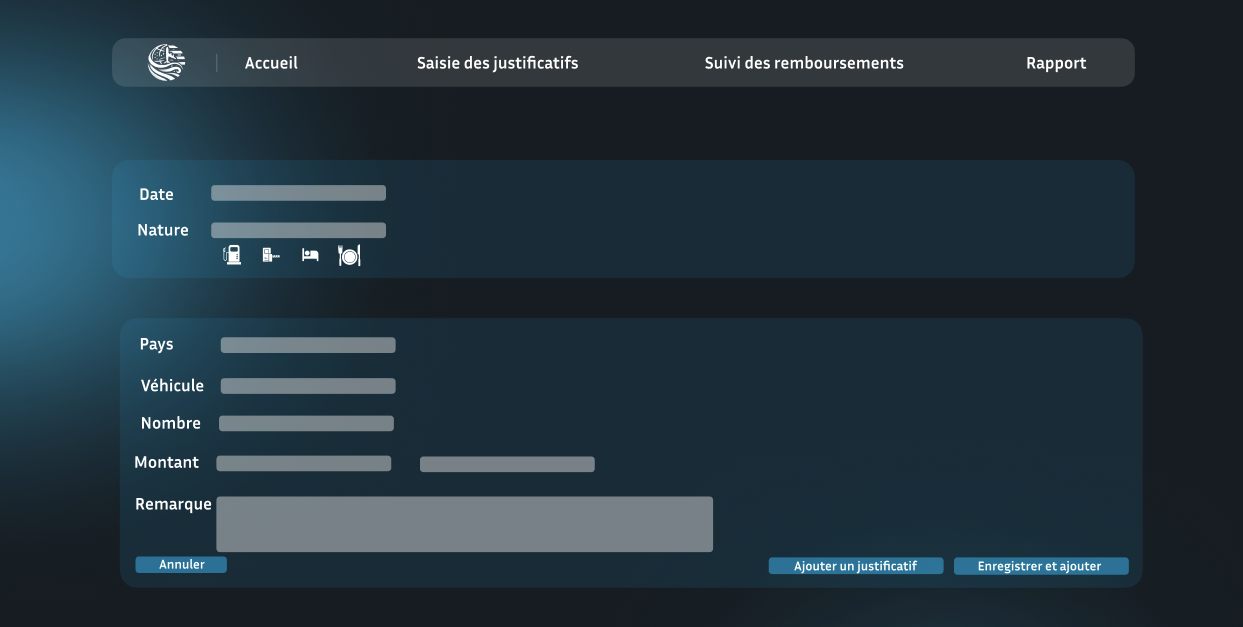 Accueil
Saisie des justificatifs
Suivi des remboursements
Rapport
Date
Nature
Pays
Véhicule
Nombre
Montant
Remarque
Annuler
Ajouter un justificatif
Enregistrer et ajouter